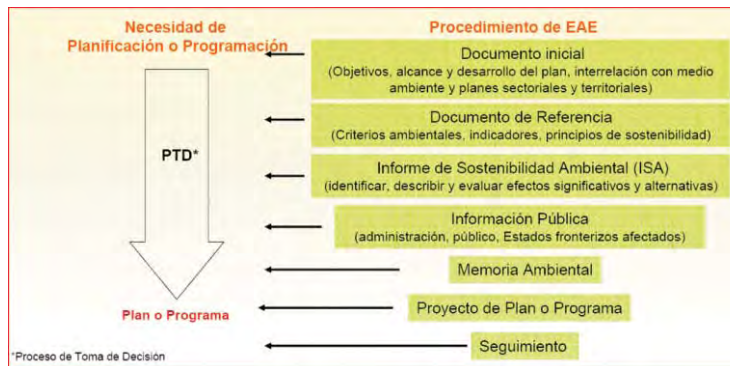 Necesidad de
Planificación o Programación
Procedimiento de EAE
Documento inicial
(Objetivos, alcance y desarrollo del plan, interrelación con medio
ambiente y planes sectoriales y territoriales)
Documento de Referencia
(Criterios ambientales, indicadores, principios de sostenibilidad)
PTD*
Informe de Sostenibilidad Ambiental (ISA)
(identificar, describir y evaluar efectos significativos y alternativas)
Información Pública
(administración, público, Estados fronterizos afectados)
Memoria Ambiental
Plan o Programa
Proyecto de Plan o Programa
Seguimiento
*Proceso de Toma de Decisión